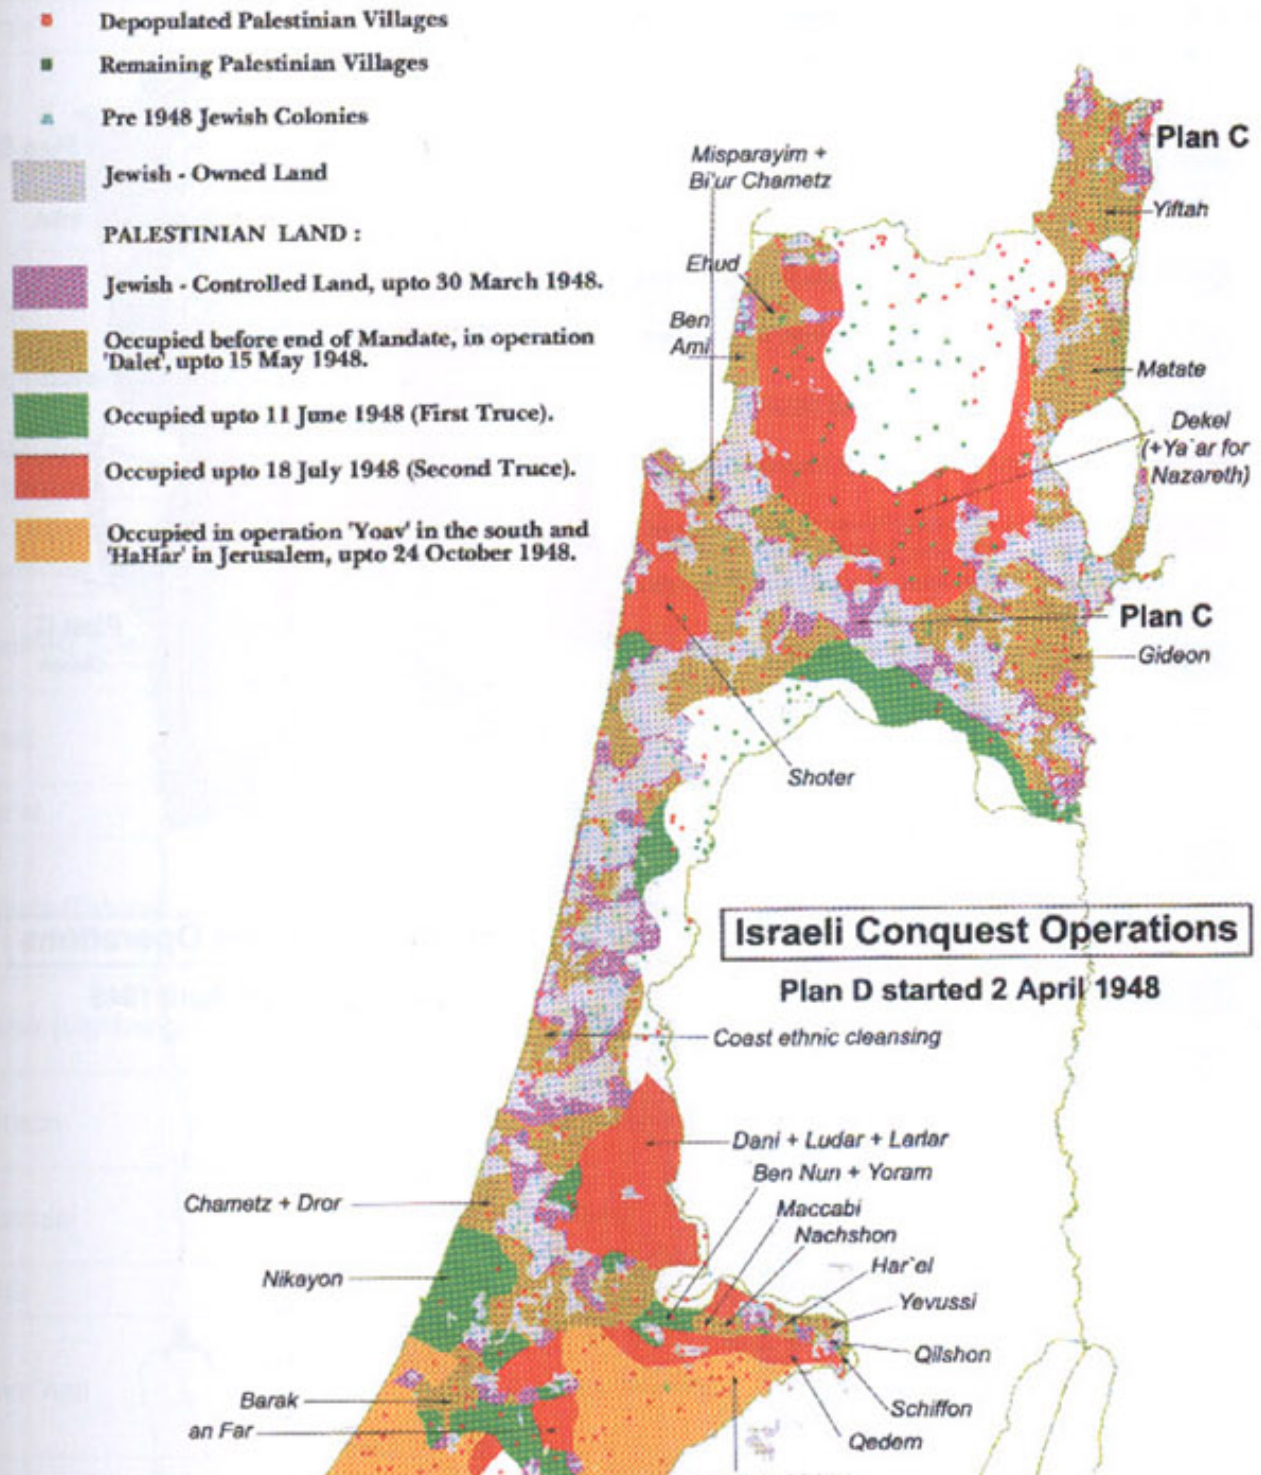 Depopulated Palestinian Villages
Remaining Palestinian Villages
Pre 1948 Jewish Colonies
Jewish - Owned Land
PALESTINIAN LAND :
Jewish - Controlled Land, upto 30 March 1948.
Occupied before end of Mandate, in operation
'Dalet', upto 15 May 1948.
Occupied upto 11 June 1948 (First Truce).
Occupied upto 18 July 1948 (Second Truce).
Occupied in operation 'Yoav' in the south and
'HaHar' in Jerusalem, upto 24 October 1948.
Plan C
Misparayim +
Bi'ur Chametz
Yiftah
Ehud
Ben
Ami
Matate
Dekel
(+Ya`ar for
Nazareth)
Plan C
Gideon
Shoter
Israeli Conquest Operations
Plan D started 2 April 1948
Coast ethnic cleansing
Dani + Ludar + Larlar
Ben Nun + Yoram
Chametz + Dror
Maccabi
Nachshon
Har`el
Nikayon
Yevussi
Qilshon
Barak
Schiffon
an Far
Qedem